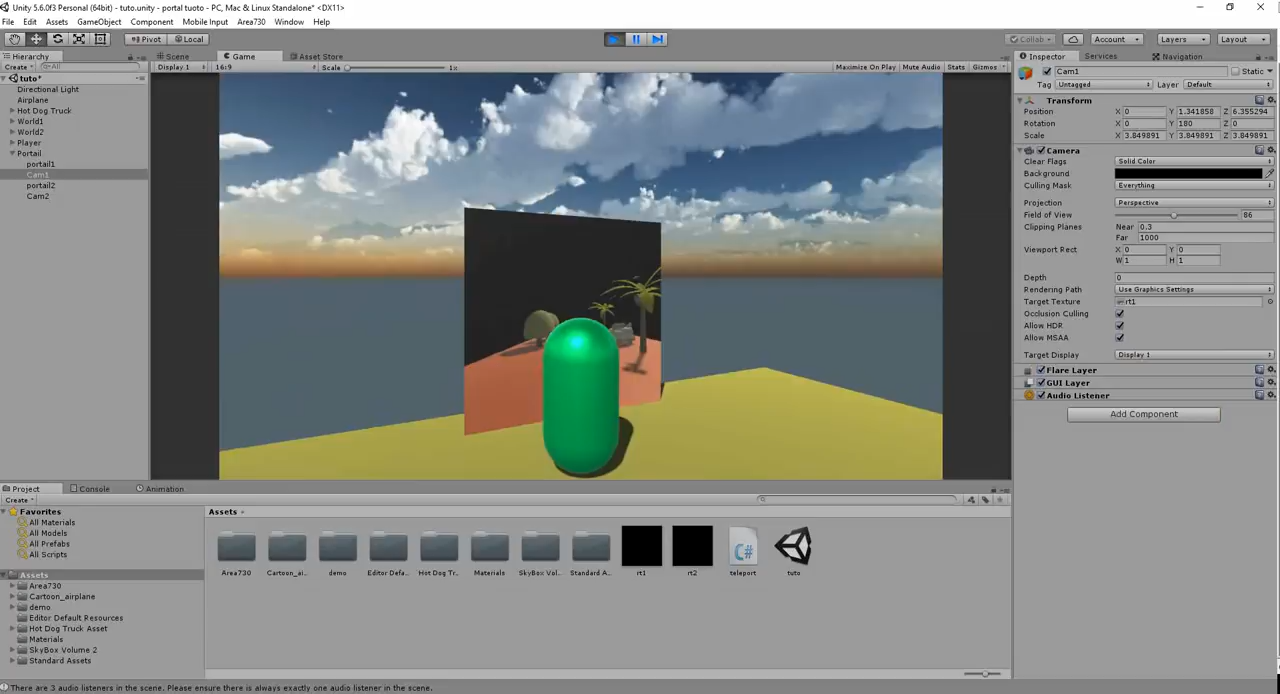 Unity 5.6.0f3 Personal (64bit) - tuto.unity - portal tuoto - PC, Mac & Linux Standalone* <DX11>
File Edit Assets GameObject Component Mobile Input Area730 Window Help
Pivot Local Collab Account Layers Layout
Hierarchy Scene Game Asset Store Inspector Services Navigation
Create All Display 1 16:9 Scale 1x Maximize On Play Mute Audio Stats Gizmos
Cam1 Static
tuto*
Tag Untagged Layer Default
Directional Light
Airplane
Hot Dog Truck
World1
World2
Player
Portail
portail1
Cam1
portail2
Cam2
Transform
Position X 0 Y 1.341858 Z 6.355294
Rotation X 0 Y 180 Z 0
Scale X 3.849891 Y 3.849891 Z 3.849891
Camera
Clear Flags Solid Color
Background
Culling Mask Everything
Projection Perspective
Field of View 86
Clipping Planes Near 0.3
Far 1000
Viewport Rect X 0 Y 0
W 1 H 1
Depth 0
Rendering Path Use Graphics Settings
Target Texture rt1
Occlusion Culling
Allow HDR
Allow MSAA
Target Display Display 1
Flare Layer
GUI Layer
Audio Listener
Add Component
Project Console Animation
Create
Favorites
All Materials
All Models
All Prefabs
All Scripts
Assets
Area730
Cartoon_airplane
demo
Editor Default Resources
Hot Dog Truck Asset
Materials
SkyBox Volume 2
Standard Assets
Assets
Area730 Cartoon_ai... demo Editor Defa... Hot Dog Tr... Materials SkyBox Vol... Standard A... rt1 rt2 teleport tuto
C#
There are 3 audio listeners in the scene. Please ensure there is always exactly one audio listener in the scene.